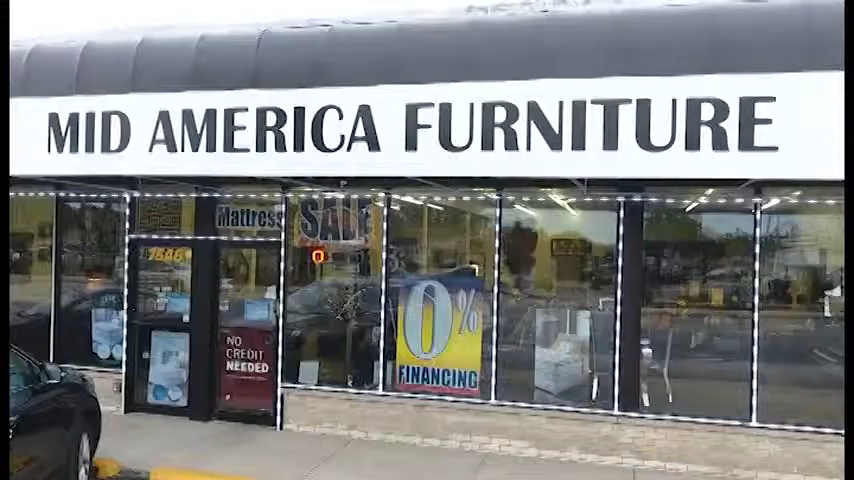 MID AMERICA FURNITURE
Mattress
SALE
0%
FINANCING
NO
CREDIT
NEEDED